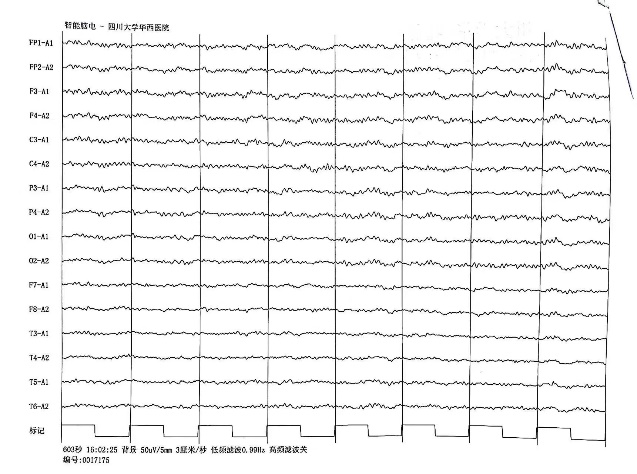 智能脑电 - 四川大学华西医院
FP1-A1
FP2-A2
F3-A1
F4-A2
C3-A1
C4-A2
P3-A1
P4-A2
O1-A1
O2-A2
F7-A1
F8-A2
T3-A1
T4-A2
T5-A1
T6-A2
标记
603秒 16:02:25 背景 50uV/5mm 3厘米/秒 低频滤波0.99Hz 高频滤波关
编号:0017175